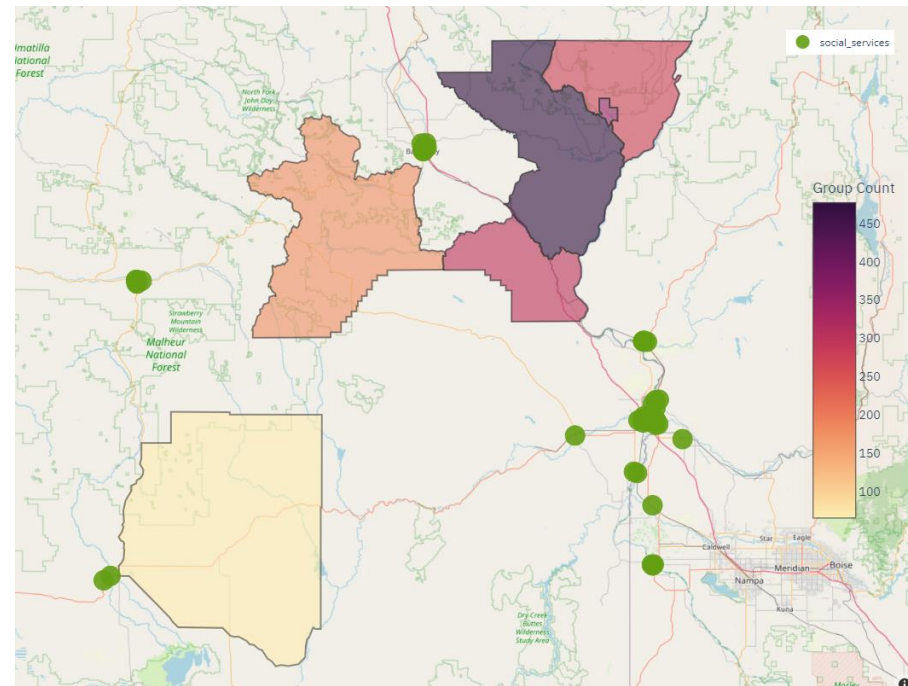 National
Forest
North Fork
John Day
Wilderness
social_services
Group Count
450
400
350
300
250
200
150
100
Strawberry
Mountain
Wilderness
Malheur
National
Forest
Star
Eagle
Caldwell
Meridian
Boise
Nampa
Kuna
Dry Creek
Buttes
Wilderness
Study Area